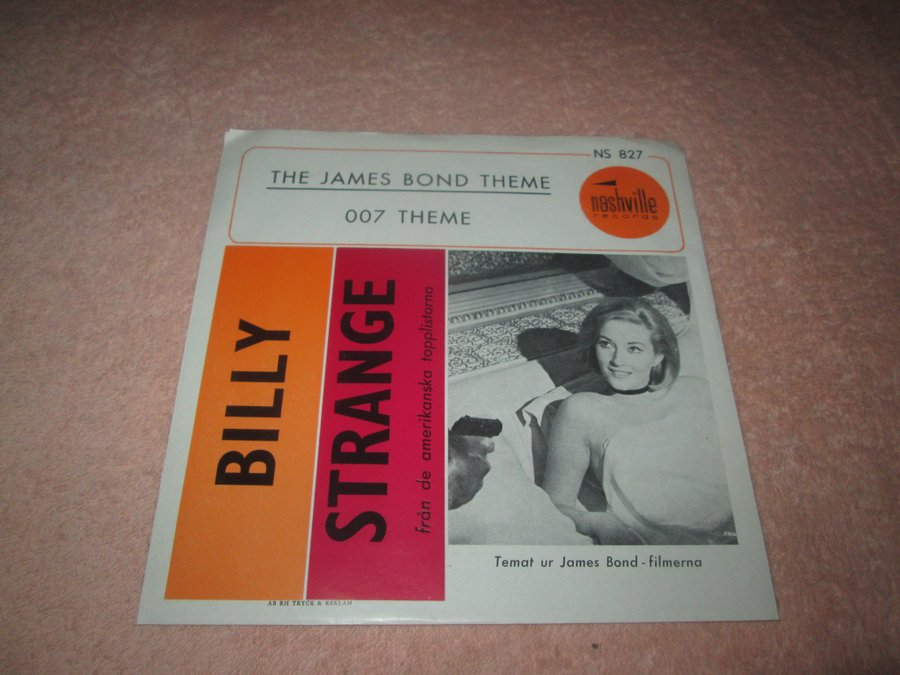 NS 827
THE JAMES BOND THEME
007 THEME
nashville
records
BILLY
STRANGE
från de amerikanska topplistorna
Temat ur James Bond-filmerna
AB RH TRYCK & REKLAM